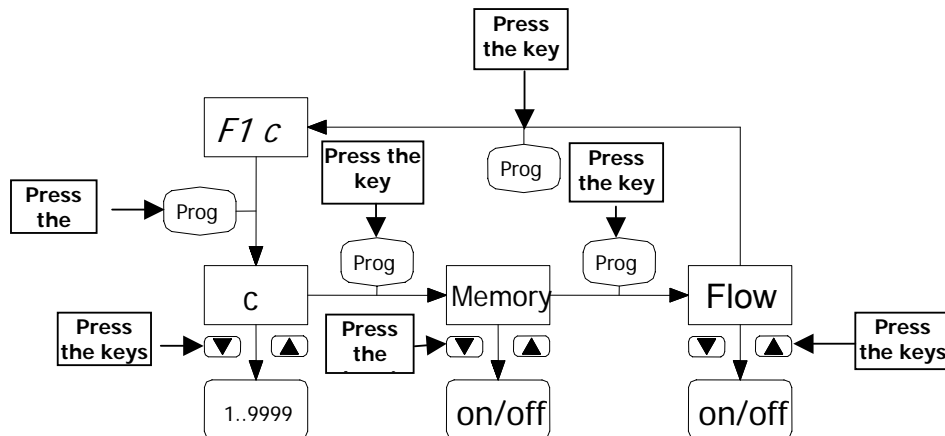 Press
the key
F1 c
Prog
Press the
key
Press
the key
Press
the
Prog
Prog
Prog
c
Memory
Flow
Press
the keys
▼
▲
Press
the
▼
▲
▼
▲
Press
the keys
1..9999
on/off
on/off